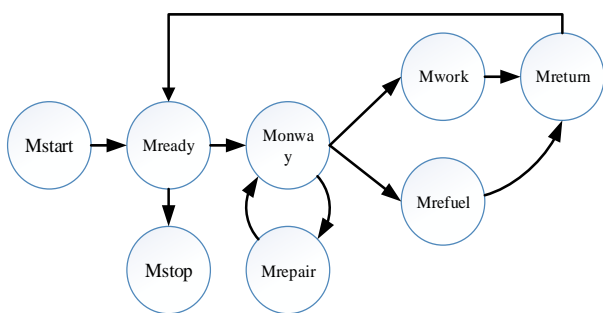 Mwork
Mreturn
Mstart
Mready
Monwa
y
Mrefuel
Mstop
Mrepair